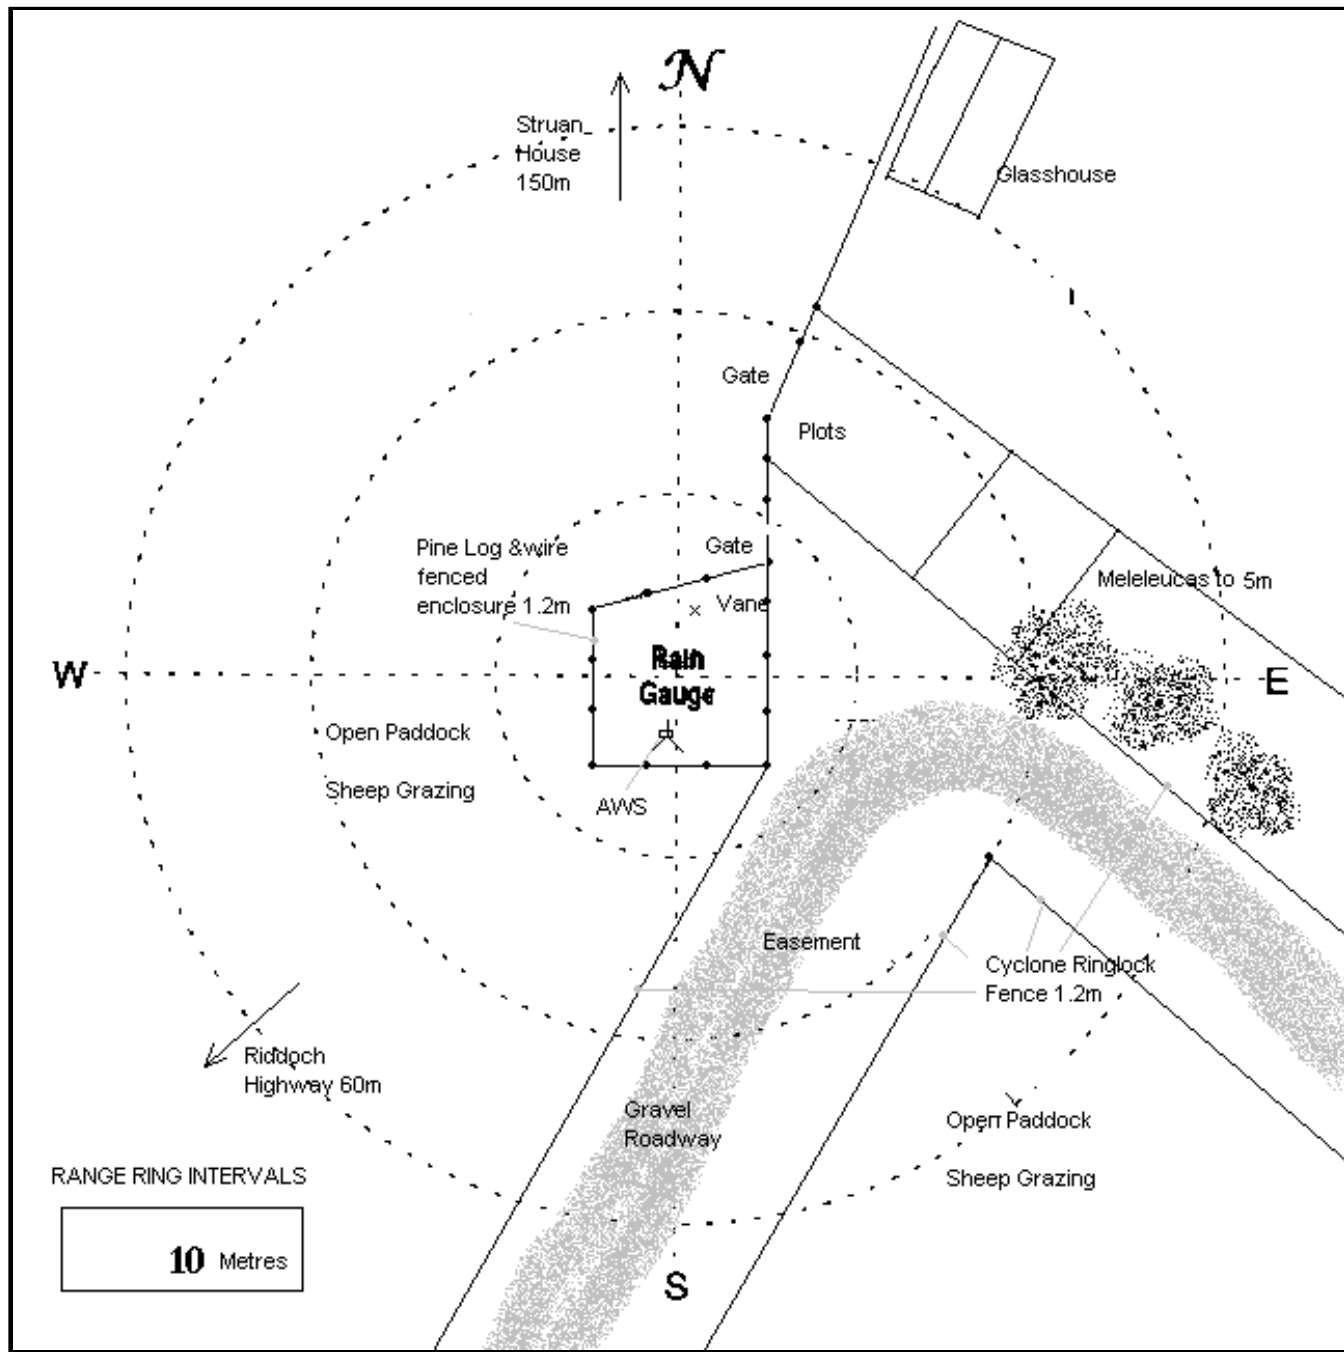 N
Struan
House
150m
Glasshouse
Gate
Plots
Pine Log &wire
fenced
enclosure 1.2m
Gate
Meleleucas to 5m
Vane
W
Rain
Gauge
E
Open Paddock
Sheep Grazing
AWS
Easement
Cyclone Ringlock
Fence 1.2m
Riddoch
Highway 60m
Gravel
Roadway
Open Paddock
Sheep Grazing
RANGE RING INTERVALS
10 Metres
S